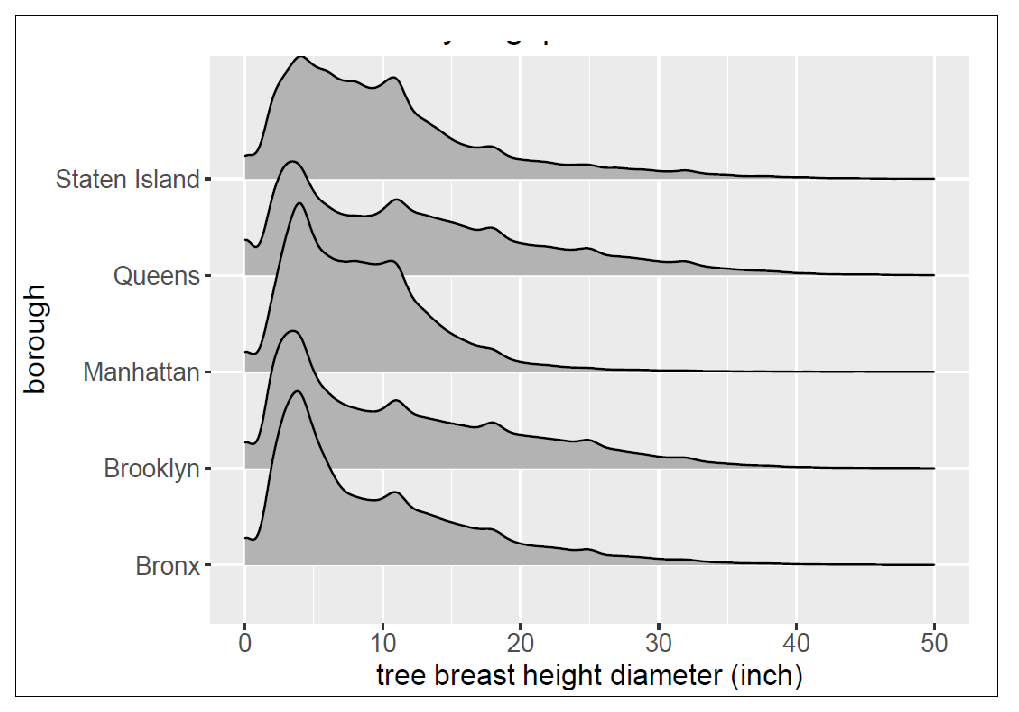 Staten Island
Queens
Manhattan
Brooklyn
Bronx
borough
0 10 20 30 40 50
tree breast height diameter (inch)